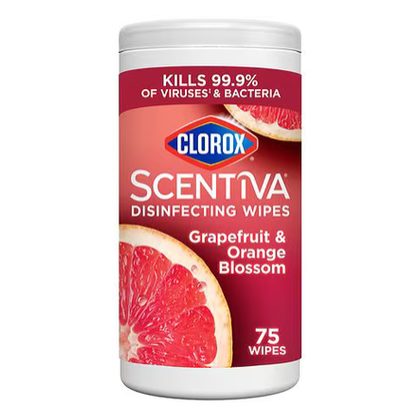 KILLS 99.9%
OF VIRUSES¹ & BACTERIA
CLOROX®
SCENTIVA®
DISINFECTING WIPES
Grapefruit &
Orange
Blossom
75
WIPES